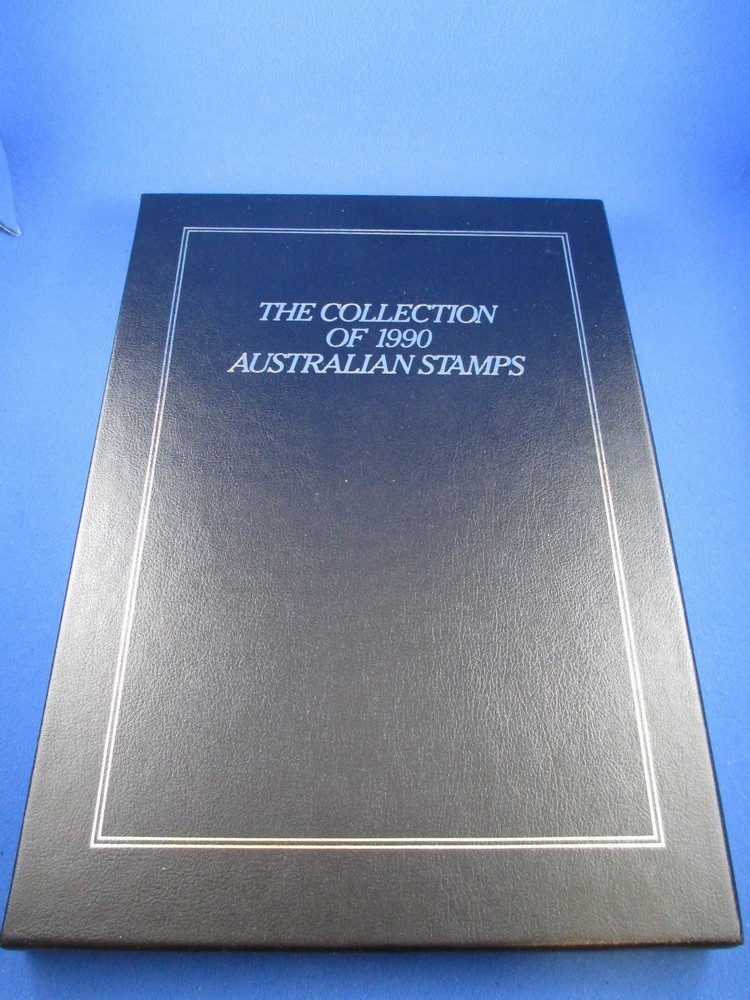 THE COLLECTION
OF 1990
AUSTRALIAN STAMPS